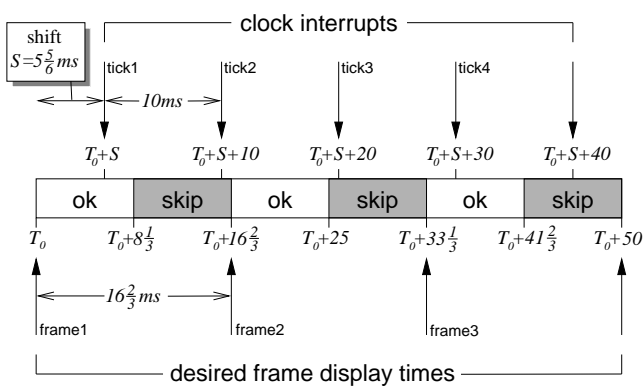 clock interrupts
shift
S=5 5/6 ms
tick1
tick2
tick3
tick4
10ms
T₀+S
T₀+S+10
T₀+S+20
T₀+S+30
T₀+S+40
ok
skip
ok
skip
ok
skip
T₀
T₀+8 1/3
T₀+16 2/3
T₀+25
T₀+33 1/3
T₀+41 2/3
T₀+50
16 2/3 ms
frame1
frame2
frame3
desired frame display times